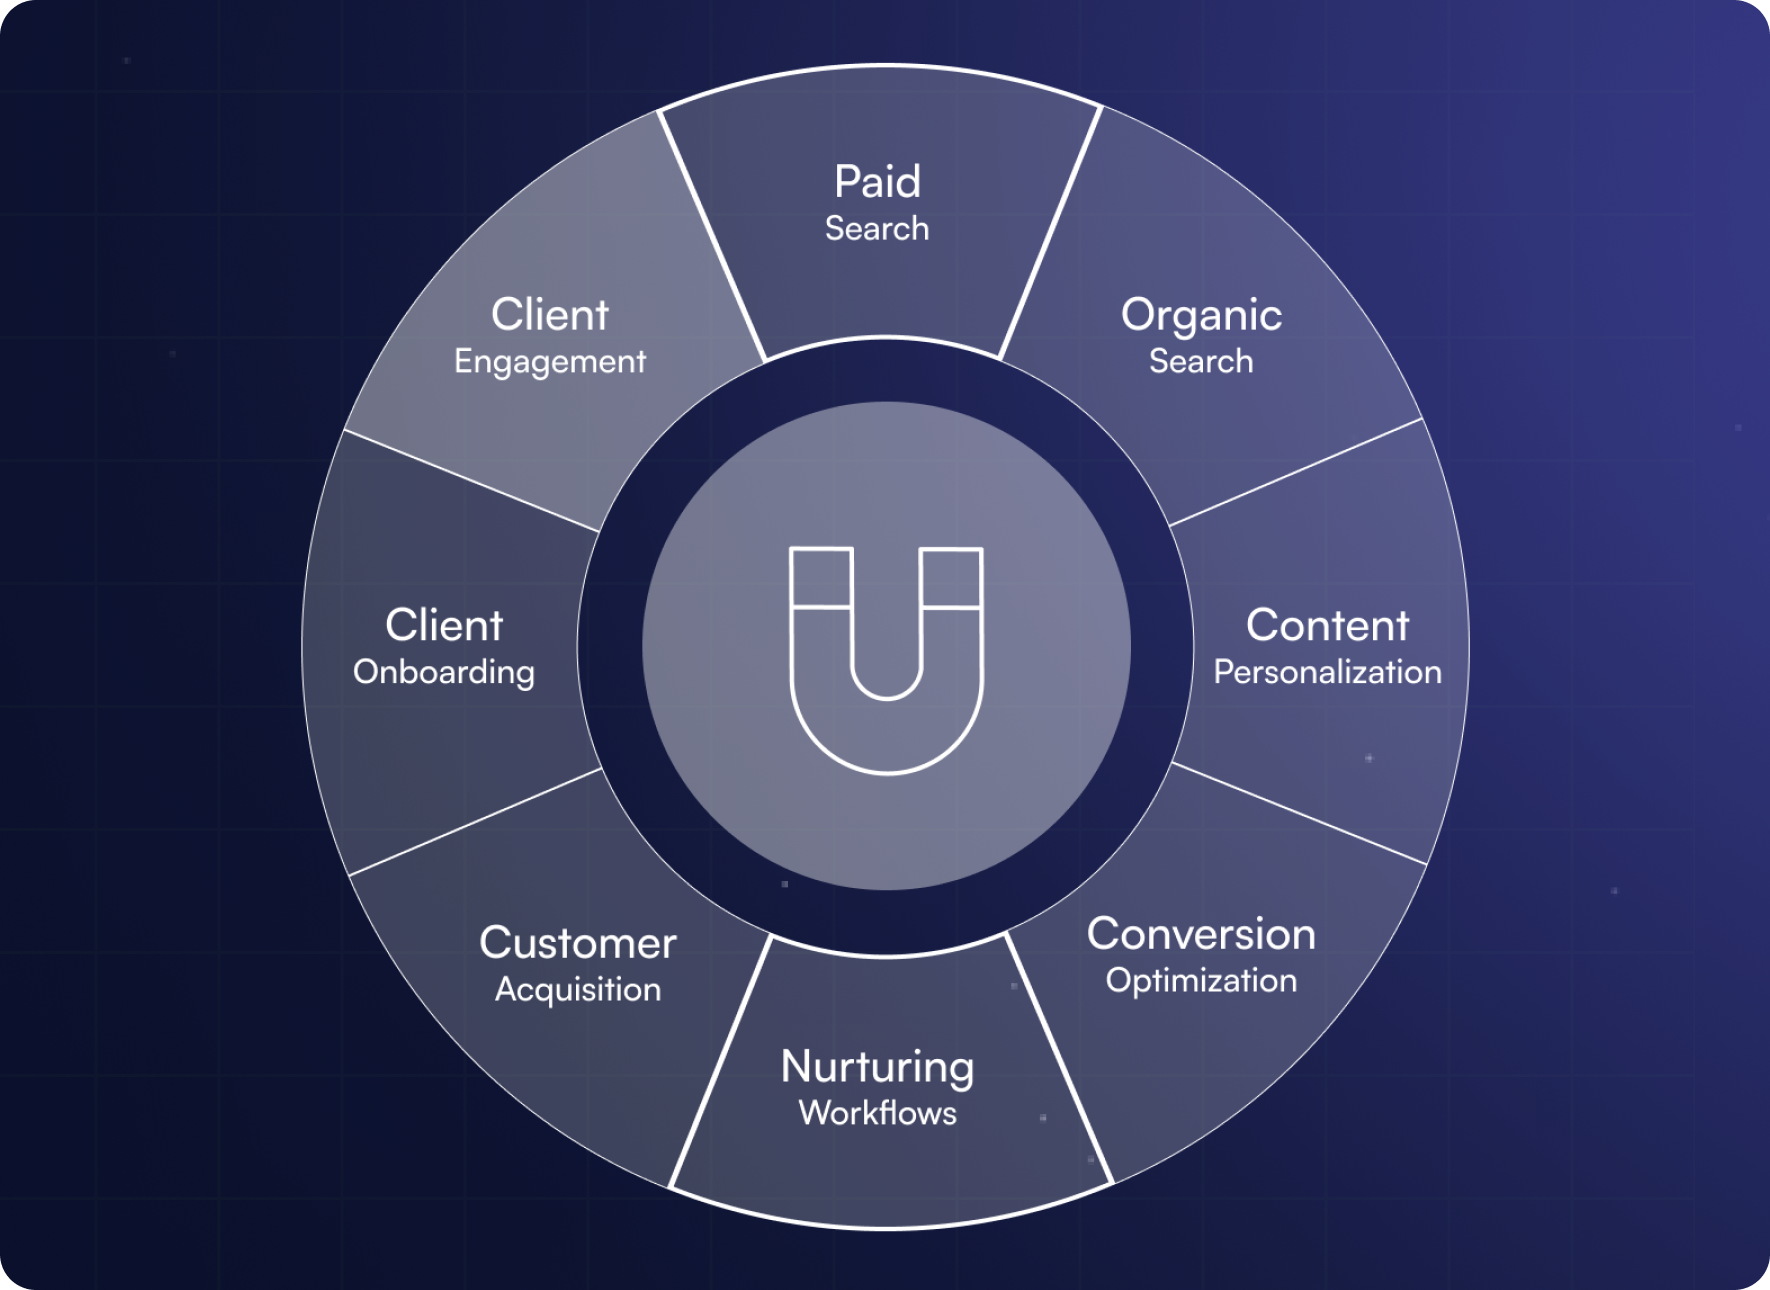 Paid
Search
Organic
Search
Content
Personalization
Conversion
Optimization
Nurturing
Workflows
Customer
Acquisition
Client
Onboarding
Client
Engagement